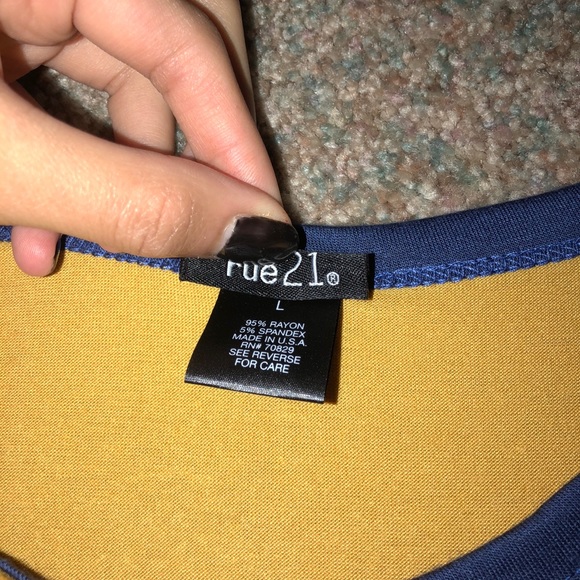 rue21®
L
95% RAYON
5% SPANDEX
MADE IN U.S.A.
RN# 70829
SEE REVERSE
FOR CARE